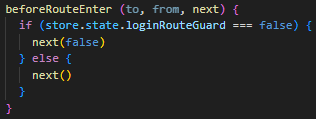 beforeRouteEnter (to, from, next) {
  if (store.state.loginRouteGuard === false) {
    next(false)
  } else {
    next()
  }
}